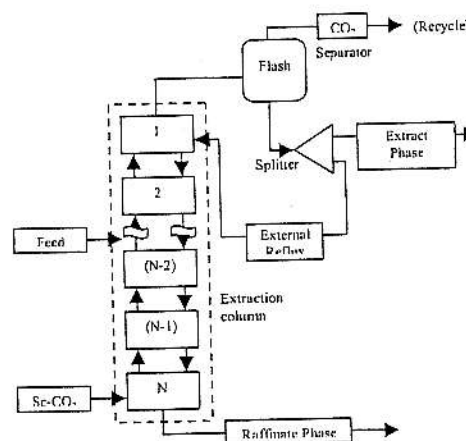 CO₂
(Recycle)
Separator
Flash
1
Splitter
Extract
Phase
2
Feed
External
Reflux
(N-2)
Extraction
column
(N-1)
Sc-CO₂
N
Raffinate Phase